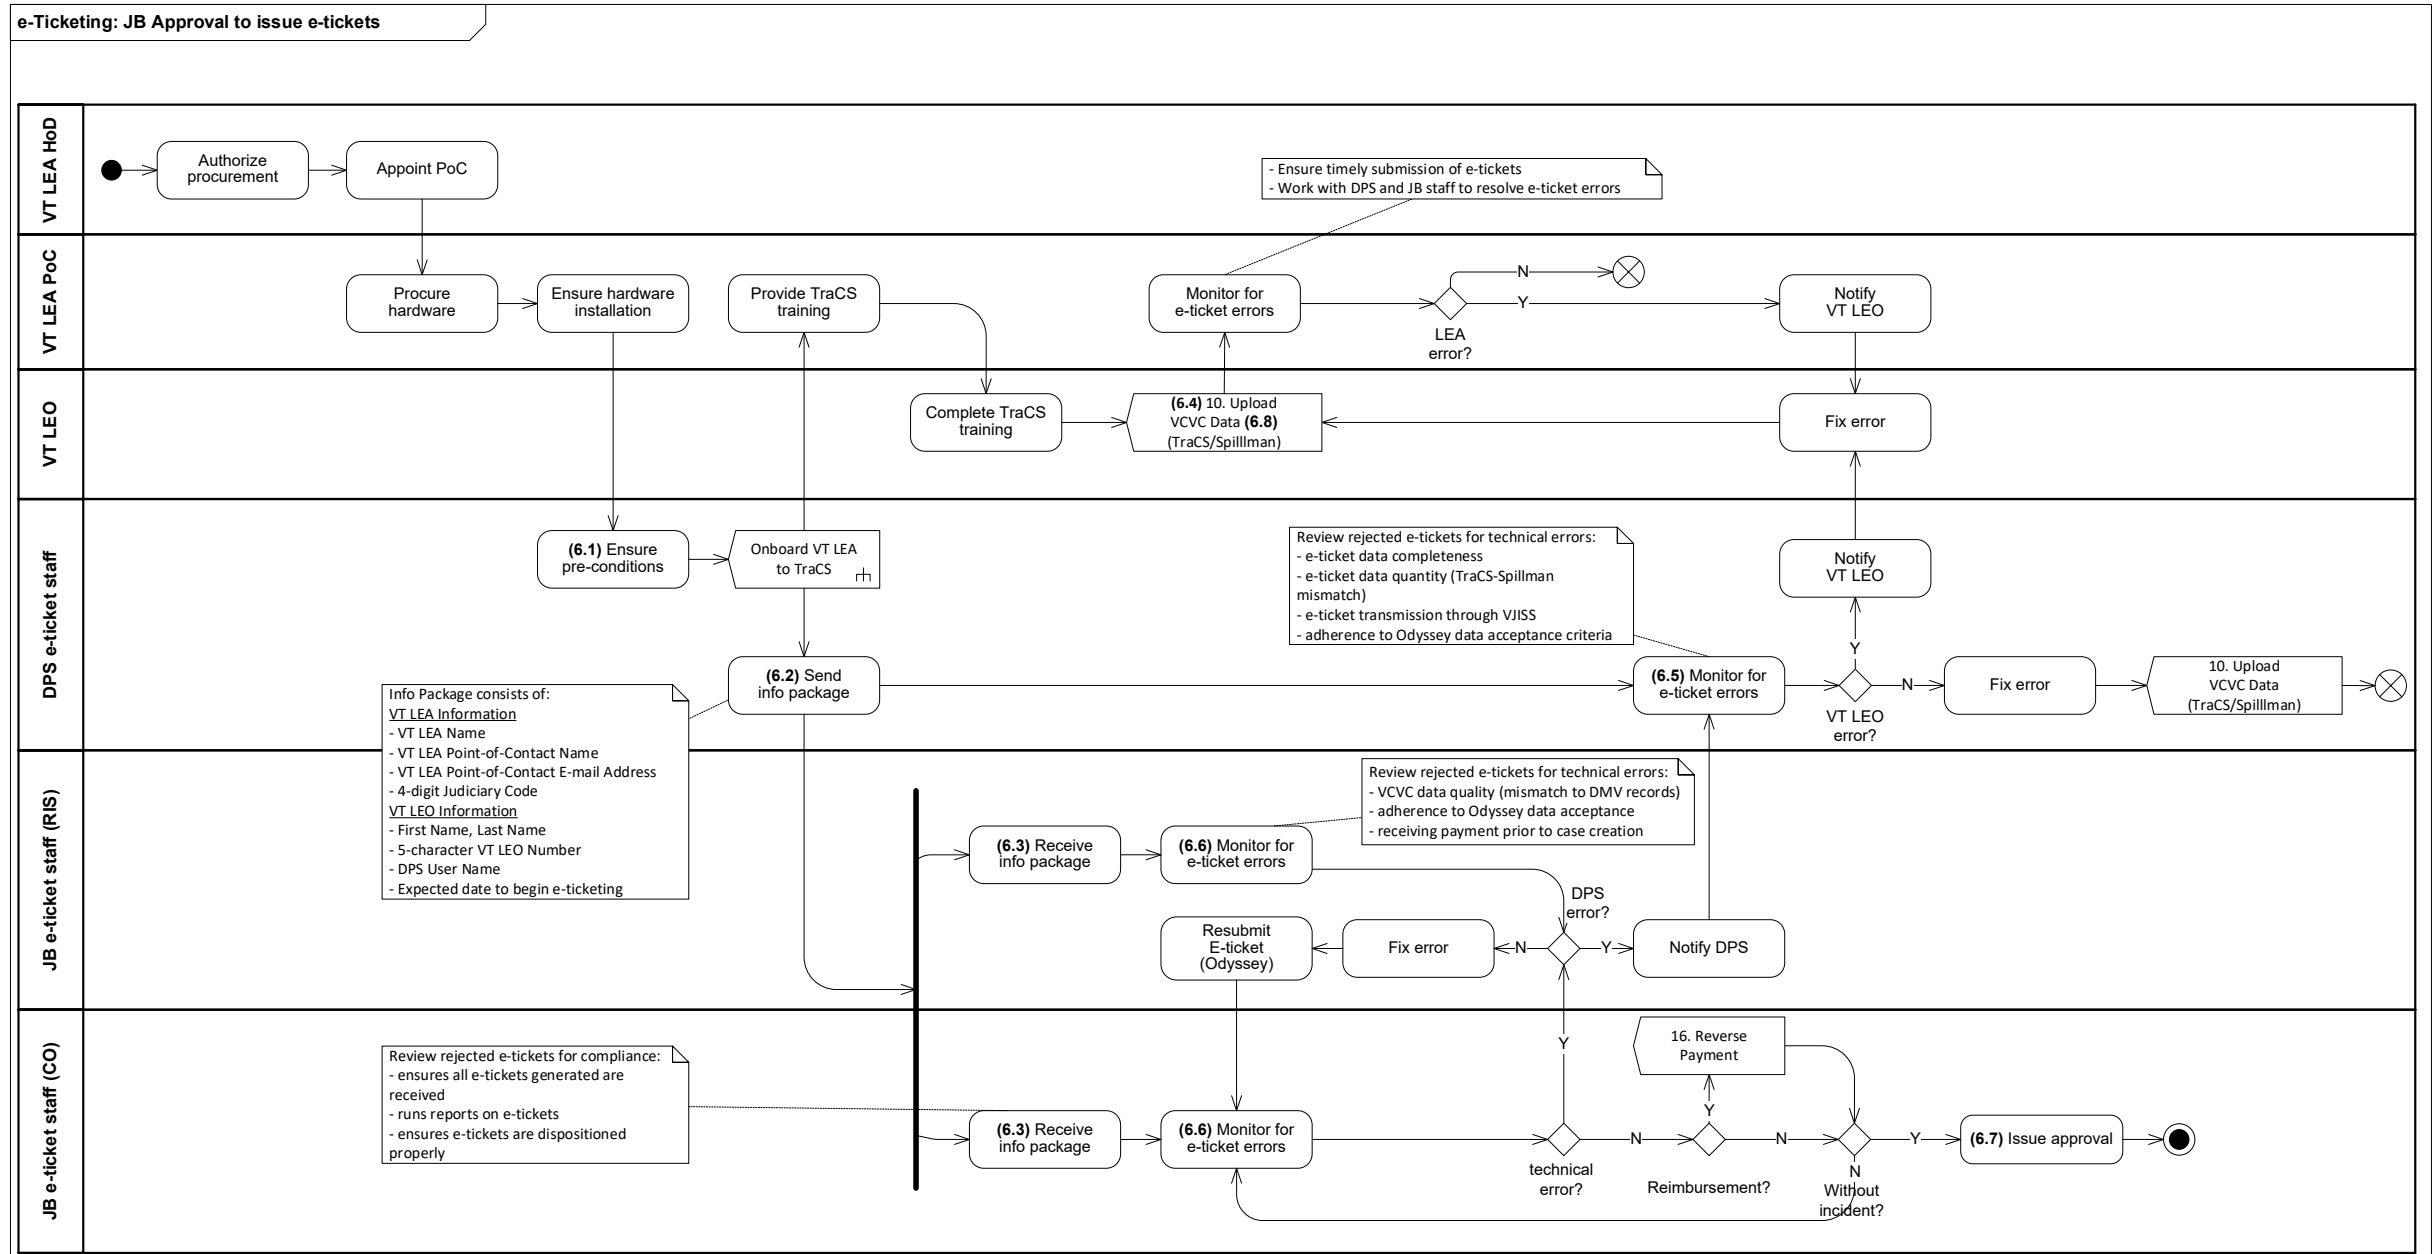 e-Ticketing: JB Approval to issue e-tickets
VT LEA HoD
Authorize
procurement
Appoint PoC
- Ensure timely submission of e-tickets
- Work with DPS and JB staff to resolve e-ticket errors
VT LEA PoC
Procure
hardware
Ensure hardware
installation
Provide TraCS
training
Monitor for
e-ticket errors
N
Y
LEA
error?
Notify
VT LEO
VT LEO
Complete TraCS
training
(6.4) 10. Upload
VCVC Data (6.8)
(TraCS/Spilllman)
Fix error
DPS e-ticket staff
(6.1) Ensure
pre-conditions
Onboard VT LEA
to TraCS
Review rejected e-tickets for technical errors:
- e-ticket data completeness
- e-ticket data quantity (TraCS-Spillman
mismatch)
- e-ticket transmission through VJISS
- adherence to Odyssey data acceptance criteria
Notify
VT LEO
Y
(6.2) Send
info package
(6.5) Monitor for
e-ticket errors
N
VT LEO
error?
Fix error
10. Upload
VCVC Data
(TraCS/Spilllman)
Info Package consists of:
VT LEA Information
- VT LEA Name
- VT LEA Point-of-Contact Name
- VT LEA Point-of-Contact E-mail Address
- 4-digit Judiciary Code
VT LEO Information
- First Name, Last Name
- 5-character VT LEO Number
- DPS User Name
- Expected date to begin e-ticketing
JB e-ticket staff (RIS)
Review rejected e-tickets for technical errors:
- VCVC data quality (mismatch to DMV records)
- adherence to Odyssey data acceptance
- receiving payment prior to case creation
(6.3) Receive
info package
(6.6) Monitor for
e-ticket errors
DPS
error?
Resubmit
E-ticket
(Odyssey)
Fix error
N
Y
Notify DPS
JB e-ticket staff (CO)
Review rejected e-tickets for compliance:
- ensures all e-tickets generated are
received
- runs reports on e-tickets
- ensures e-tickets are dispositioned
properly
Y
16. Reverse
Payment
Y
(6.3) Receive
info package
(6.6) Monitor for
e-ticket errors
N
N
Y
(6.7) Issue approval
technical
error?
Reimbursement?
N
Without
incident?